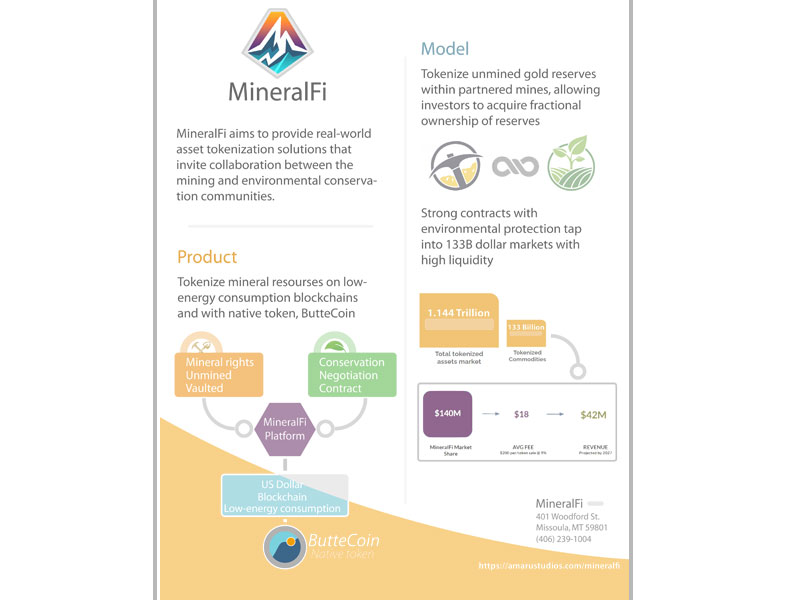 MineralFi
MineralFi aims to provide real-world
asset tokenization solutions that
invite collaboration between the
mining and environmental conserva-
tion communities.
Product
Tokenize mineral resourses on low-
energy consumption blockchains
and with native token, ButteCoin
Mineral rights
Unmined
Vaulted
Conservation
Negotiation
Contract
MineralFi
Platform
US Dollar
Blockchain
Low-energy consumption
ButteCoin
Native token
Model
Tokenize unmined gold reserves
within partnered mines, allowing
investors to acquire fractional
ownership of reserves
Strong contracts with
environmental protection tap
into 133B dollar markets with
high liquidity
1.144 Trillion
Total tokenized
assets market
133 Billion
Tokenized
Commodities
$140M
MineralFi Market
Share
$18
AVG FEE
$42M
REVENUE
Projected by 2027
MineralFi
401 Woodford St.
Missoula, MT 59801
(406) 239-1004
https://amarustudios.com/mineralfi